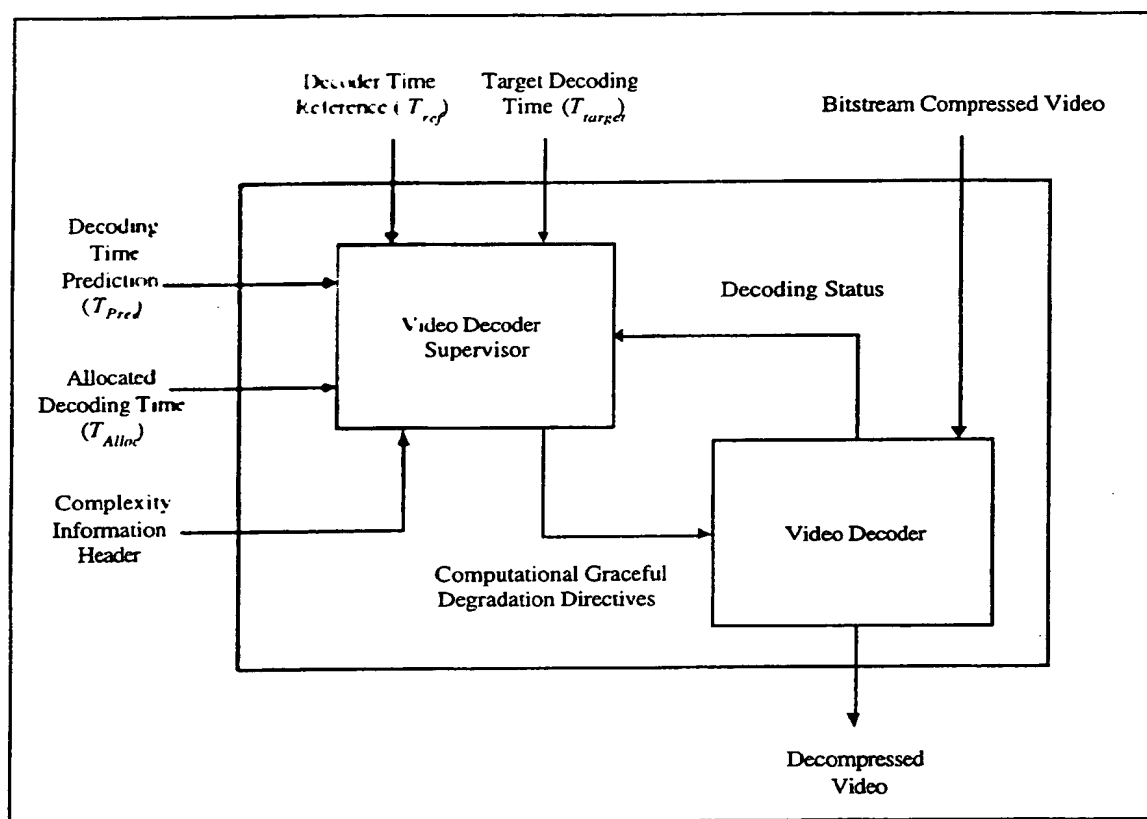 Decoder Time
Reference (T_ref)
Target Decoding
Time (T_target)
Bitstream Compressed Video
Decoding
Time
Prediction
(T_Pred)
Video Decoder
Supervisor
Decoding Status
Allocated
Decoding Time
(T_Alloc)
Complexity
Information
Header
Video Decoder
Computational Graceful
Degradation Directives
Decompressed
Video